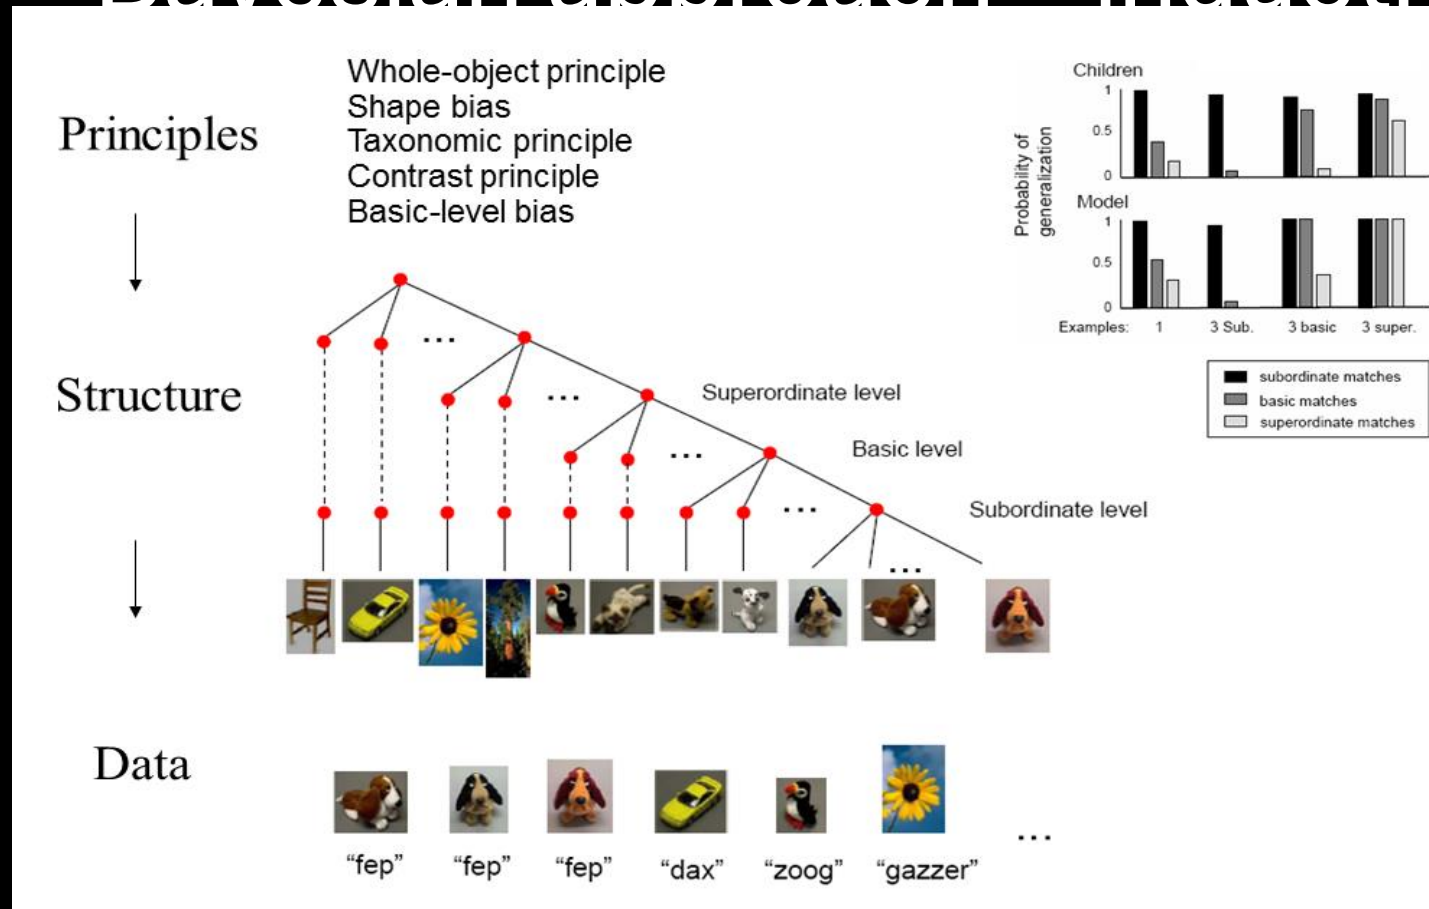 Principles
Whole-object principle
Shape bias
Taxonomic principle
Contrast principle
Basic-level bias
Children
1
0.5
0
Probability of
generalization
Model
1
0.5
0
Examples: 1 3 Sub. 3 basic 3 super.
subordinate matches
basic matches
superordinate matches
Structure
...
... Superordinate level
... Basic level
... Subordinate level
...
Data
...
“fep” “fep” “fep” “dax” “zoog” “gazzer”